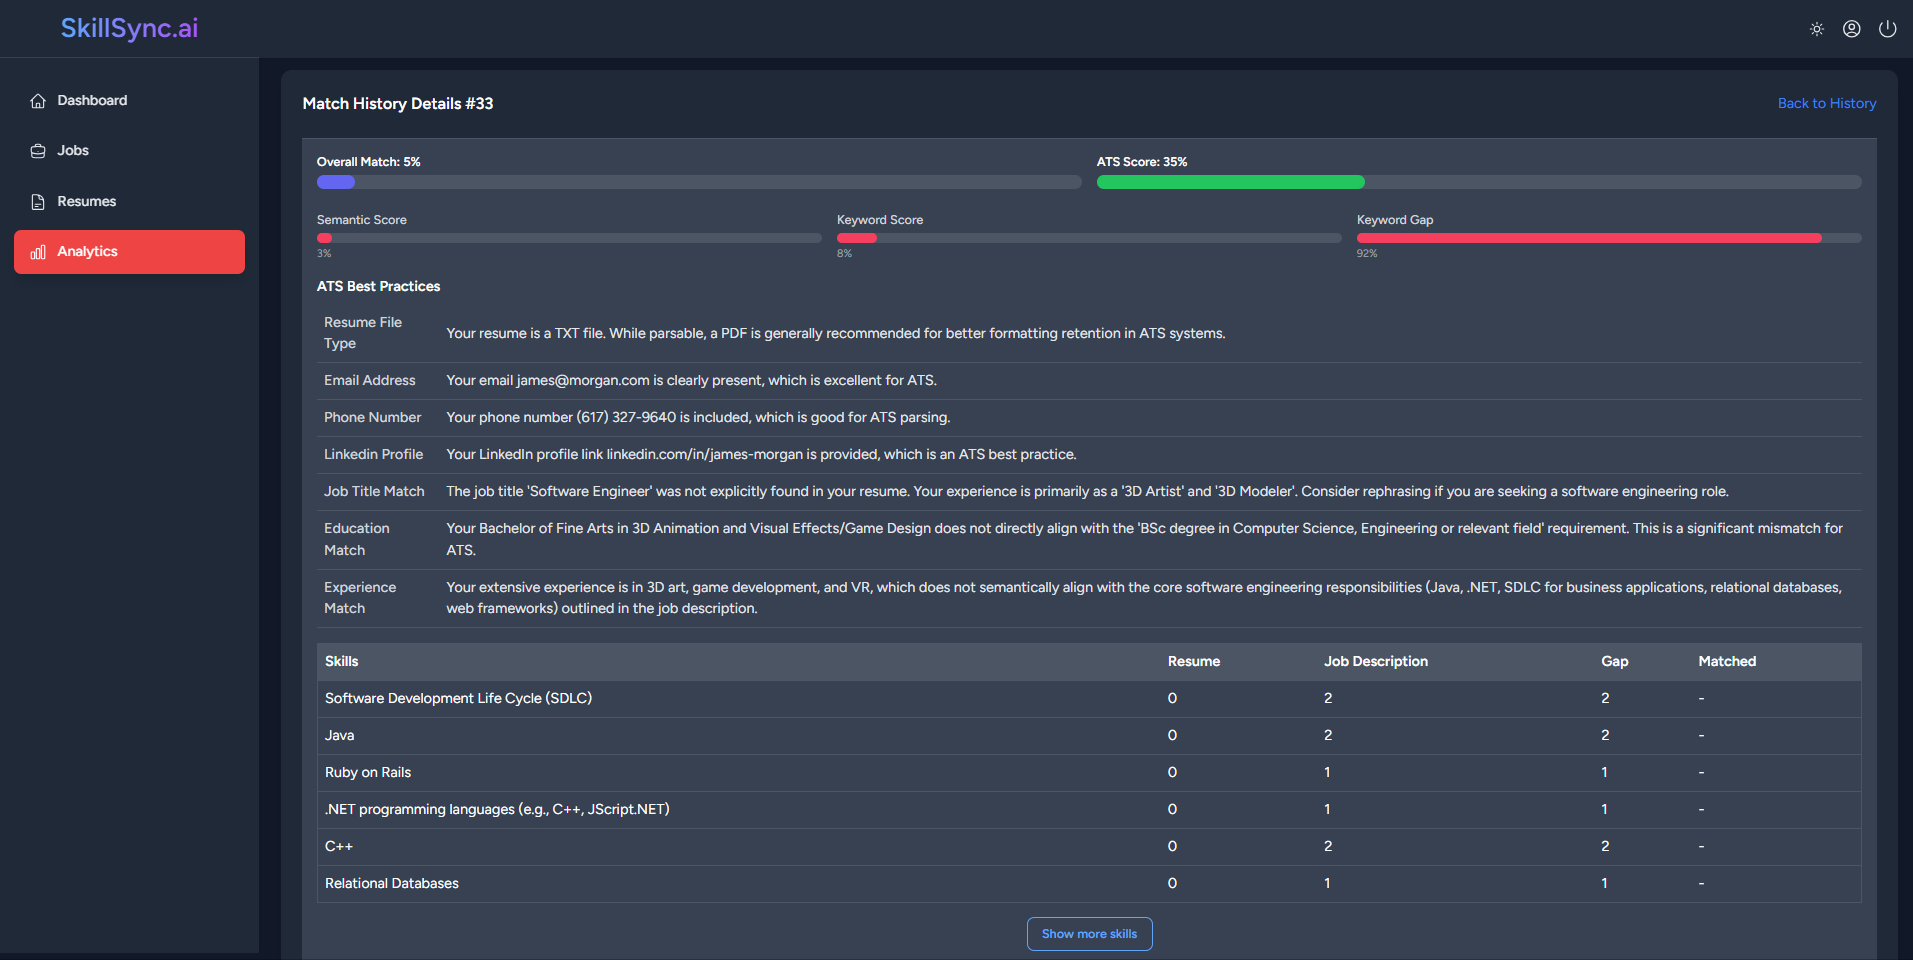 SkillSync.ai
Dashboard
Jobs
Resumes
Analytics
Match History Details #33
Back to History
Overall Match: 5%
ATS Score: 35%
Semantic Score
Keyword Score
Keyword Gap
3%
8%
92%
ATS Best Practices
Resume File
Type
Your resume is a TXT file. While parsable, a PDF is generally recommended for better formatting retention in ATS systems.
Email Address
Your email james@morgan.com is clearly present, which is excellent for ATS.
Phone Number
Your phone number (617) 327-9640 is included, which is good for ATS parsing.
Linkedin Profile
Your LinkedIn profile link linkedin.com/in/james-morgan is provided, which is an ATS best practice.
Job Title Match
The job title 'Software Engineer' was not explicitly found in your resume. Your experience is primarily as a '3D Artist' and '3D Modeler'. Consider rephrasing if you are seeking a software engineering role.
Education
Match
Your Bachelor of Fine Arts in 3D Animation and Visual Effects/Game Design does not directly align with the 'BSc degree in Computer Science, Engineering or relevant field' requirement. This is a significant mismatch for
ATS.
Experience
Match
Your extensive experience is in 3D art, game development, and VR, which does not semantically align with the core software engineering responsibilities (Java, .NET, SDLC for business applications, relational databases,
web frameworks) outlined in the job description.
Skills Resume Job Description Gap Matched
Software Development Life Cycle (SDLC) 0 2 2 -
Java 0 2 2 -
Ruby on Rails 0 1 1 -
.NET programming languages (e.g., C++, JScript.NET) 0 1 1 -
C++ 0 2 2 -
Relational Databases 0 1 1 -
Show more skills